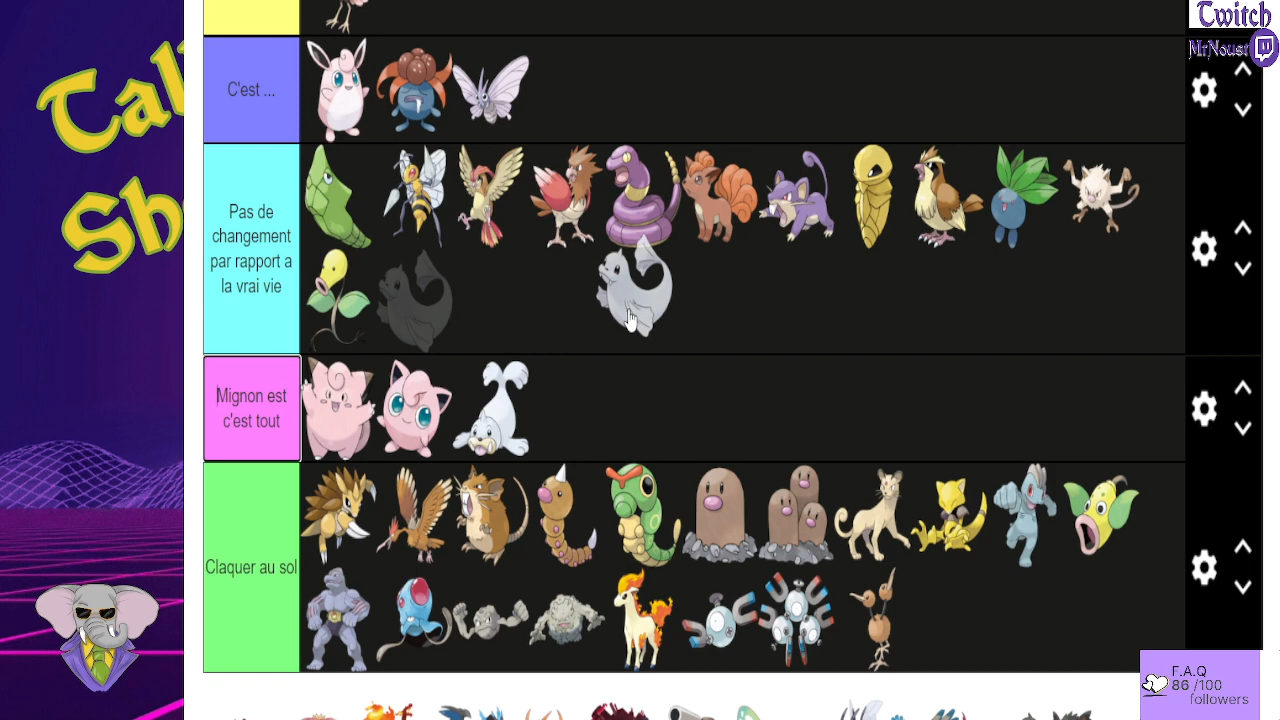 Twitch
MrNoust
C'est ...
Pas de
changement
par rapport a
la vrai vie
Mignon est
c'est tout
Claquer au sol
F.A.Q
86 /100
followers